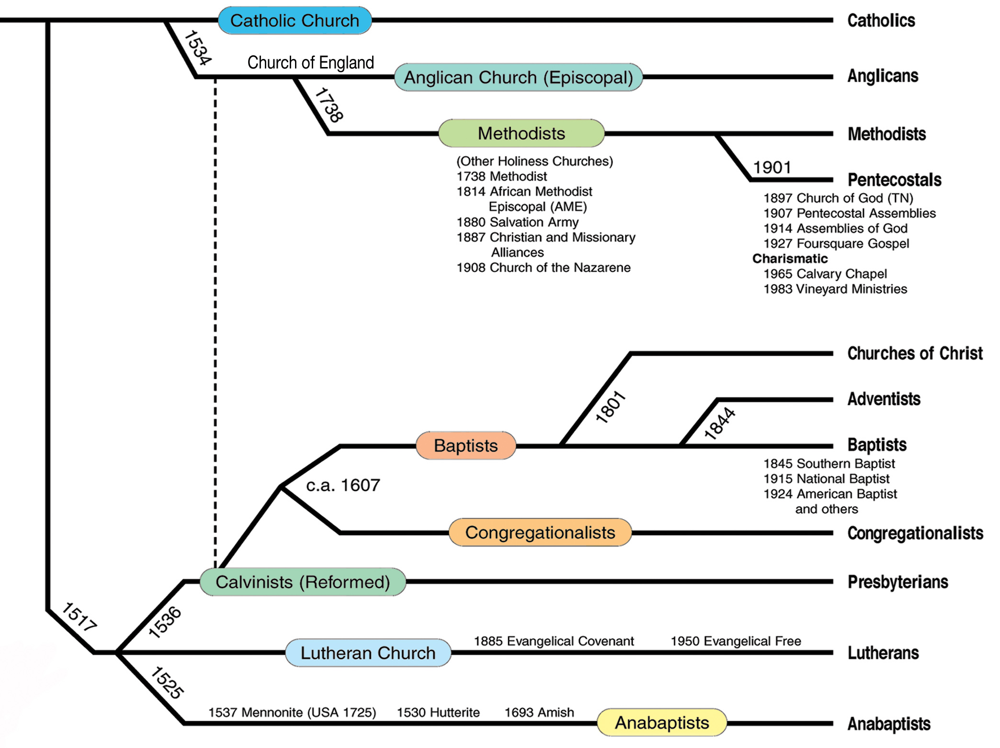 Catholic Church
Catholics
1534
Church of England
Anglican Church (Episcopal)
Anglicans
1738
Methodists
Methodists
(Other Holiness Churches)
1738 Methodist
1814 African Methodist
Episcopal (AME)
1880 Salvation Army
1887 Christian and Missionary
Alliances
1908 Church of the Nazarene
1901
Pentecostals
1897 Church of God (TN)
1907 Pentecostal Assemblies
1914 Assemblies of God
1927 Foursquare Gospel
Charismatic
1965 Calvary Chapel
1983 Vineyard Ministries
Churches of Christ
1801
Adventists
1844
Baptists
Baptists
1845 Southern Baptist
1915 National Baptist
1924 American Baptist
and others
c.a. 1607
Congregationalists
Congregationalists
Calvinists (Reformed)
Presbyterians
1517
1536
Lutheran Church
1885 Evangelical Covenant
1950 Evangelical Free
Lutherans
1525
1537 Mennonite (USA 1725)
1530 Hutterite
1693 Amish
Anabaptists
Anabaptists